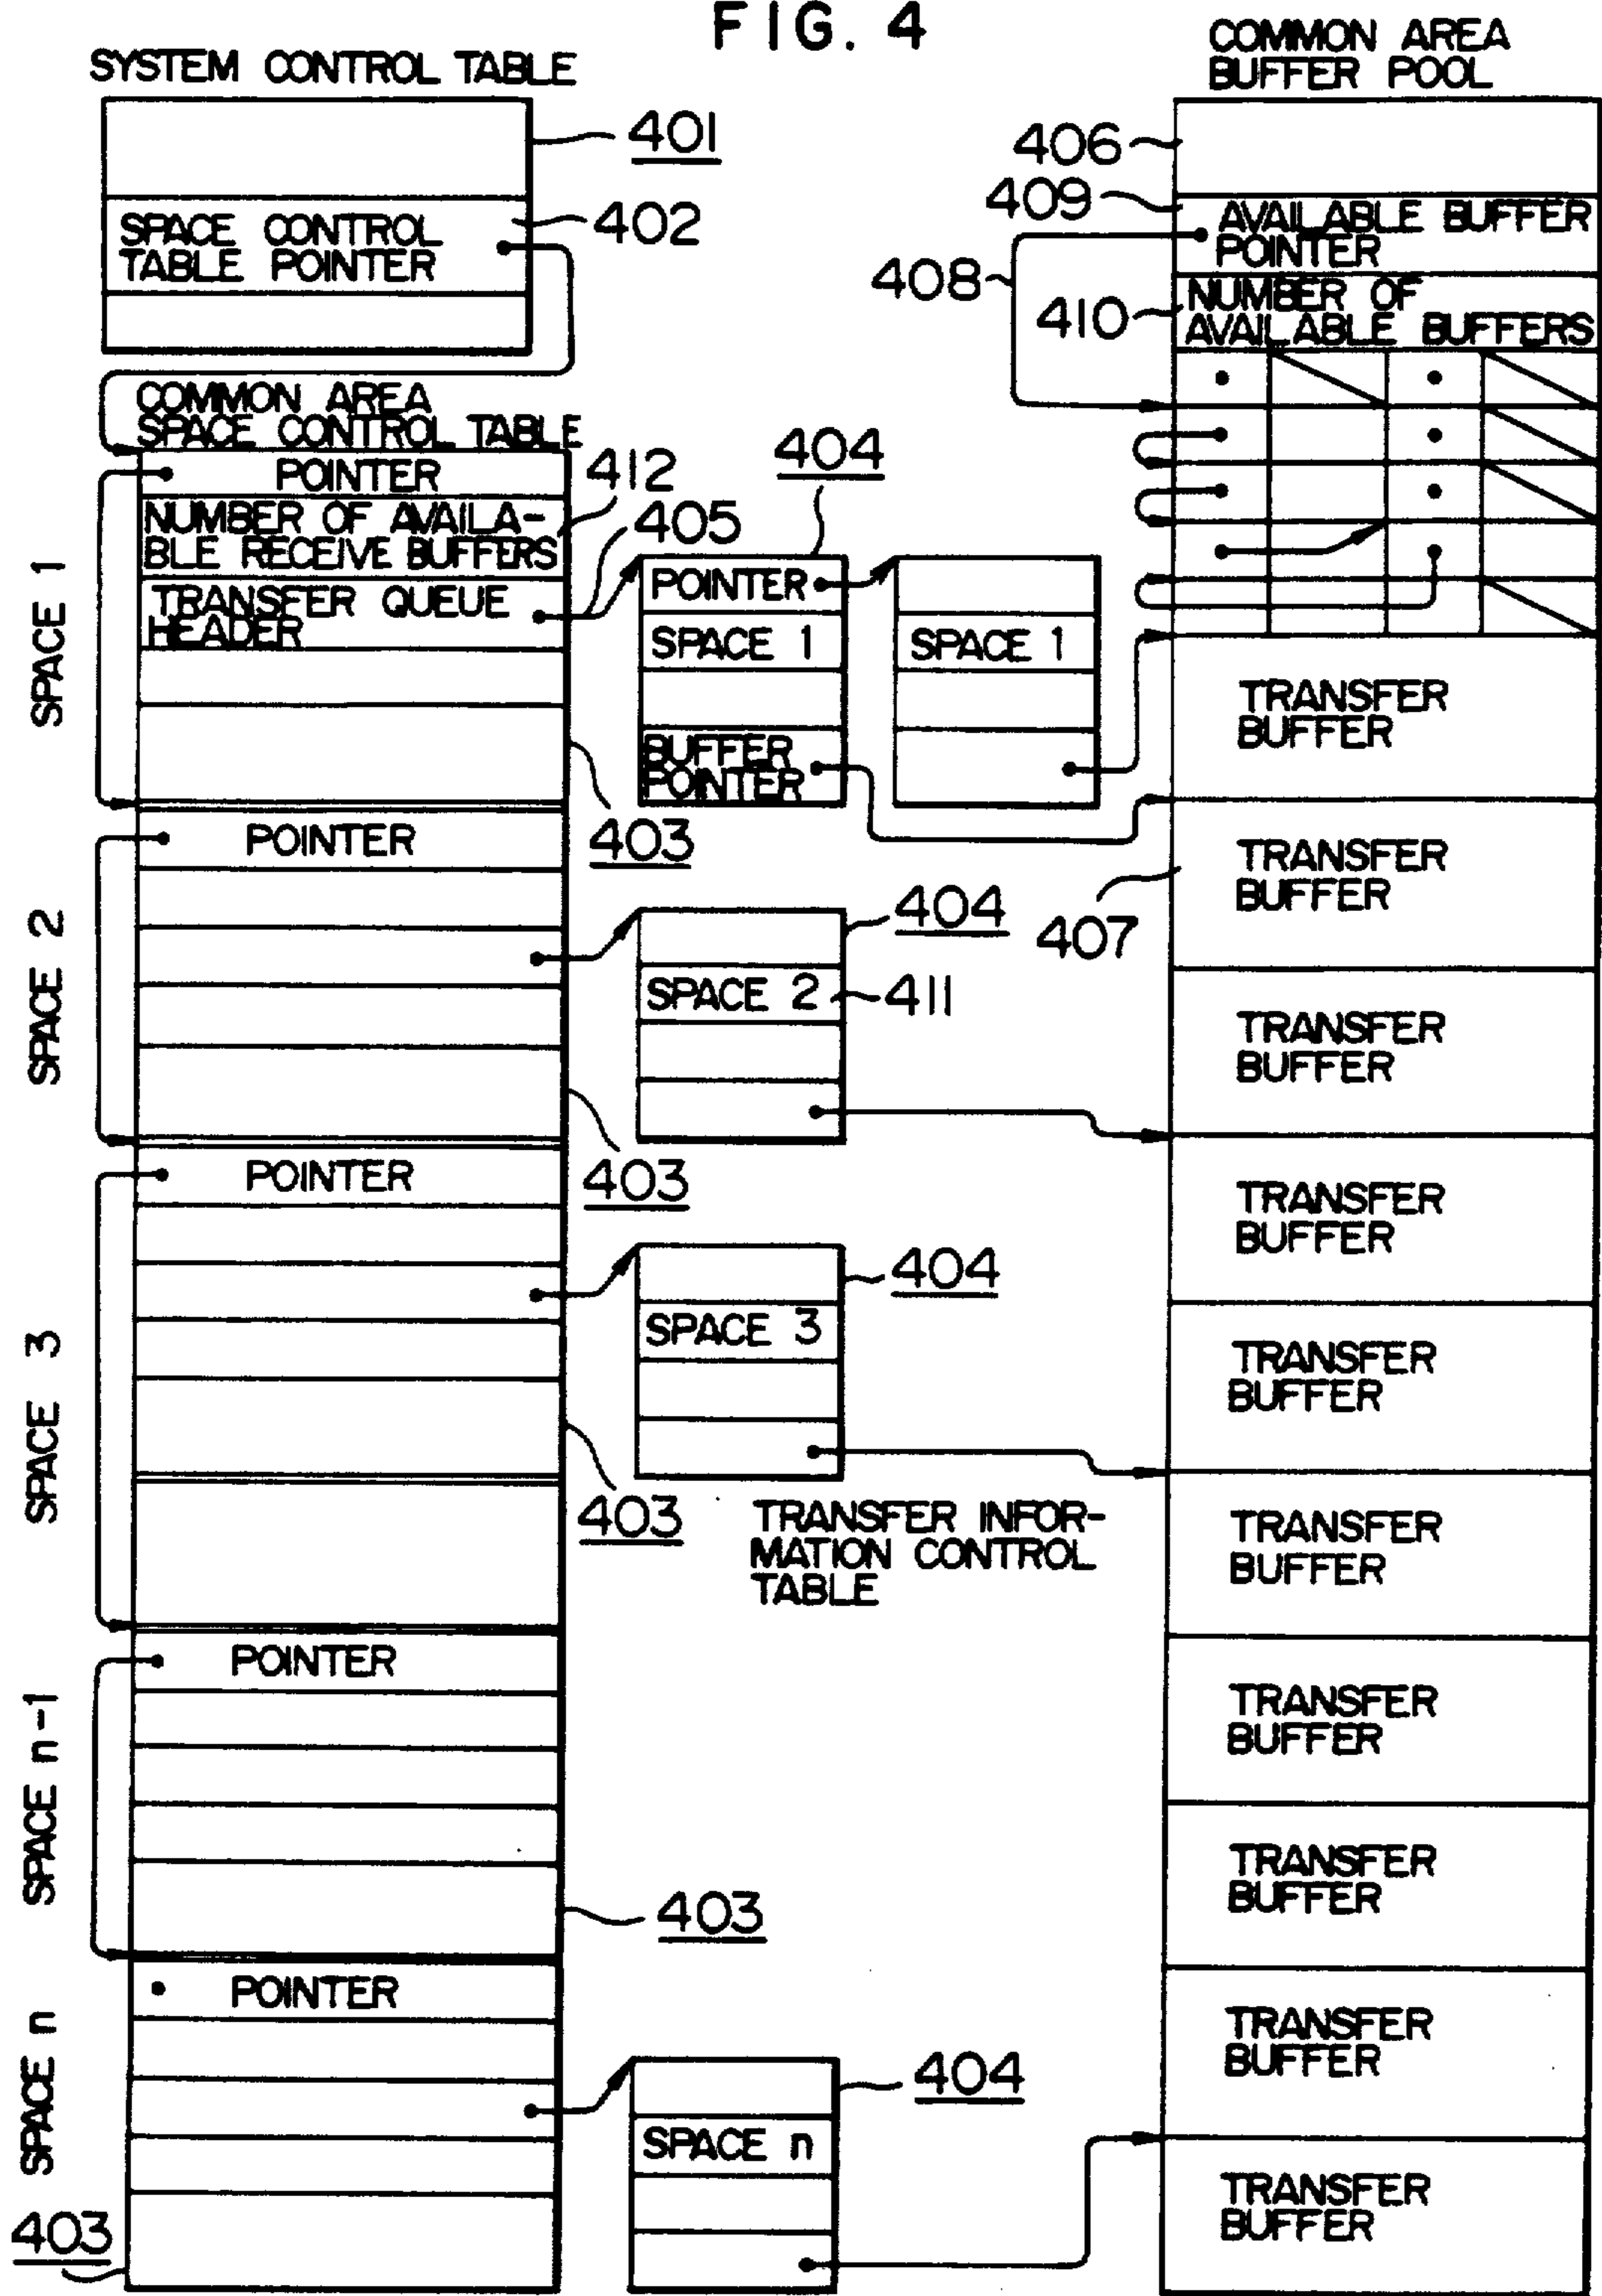 FIG. 4
SYSTEM CONTROL TABLE
401
SPACE CONTROL
TABLE POINTER
402
COMMON AREA
SPACE CONTROL TABLE
SPACE 1
POINTER
NUMBER OF AVAILA-
BLE RECEIVE BUFFERS
412
TRANSFER QUEUE
HEADER
405
403
SPACE 2
POINTER
403
SPACE 3
POINTER
403
SPACE n-1
POINTER
403
SPACE n
POINTER
403
404
POINTER
SPACE 1
BUFFER
POINTER
SPACE 1
404
SPACE 2
411
404
SPACE 3
TRANSFER INFOR-
MATION CONTROL
TABLE
404
SPACE n
COMMON AREA
BUFFER POOL
406
409
AVAILABLE BUFFER
POINTER
408
410
NUMBER OF
AVAILABLE BUFFERS
TRANSFER
BUFFER
TRANSFER
BUFFER
407
TRANSFER
BUFFER
TRANSFER
BUFFER
TRANSFER
BUFFER
TRANSFER
BUFFER
TRANSFER
BUFFER
TRANSFER
BUFFER
TRANSFER
BUFFER
TRANSFER
BUFFER